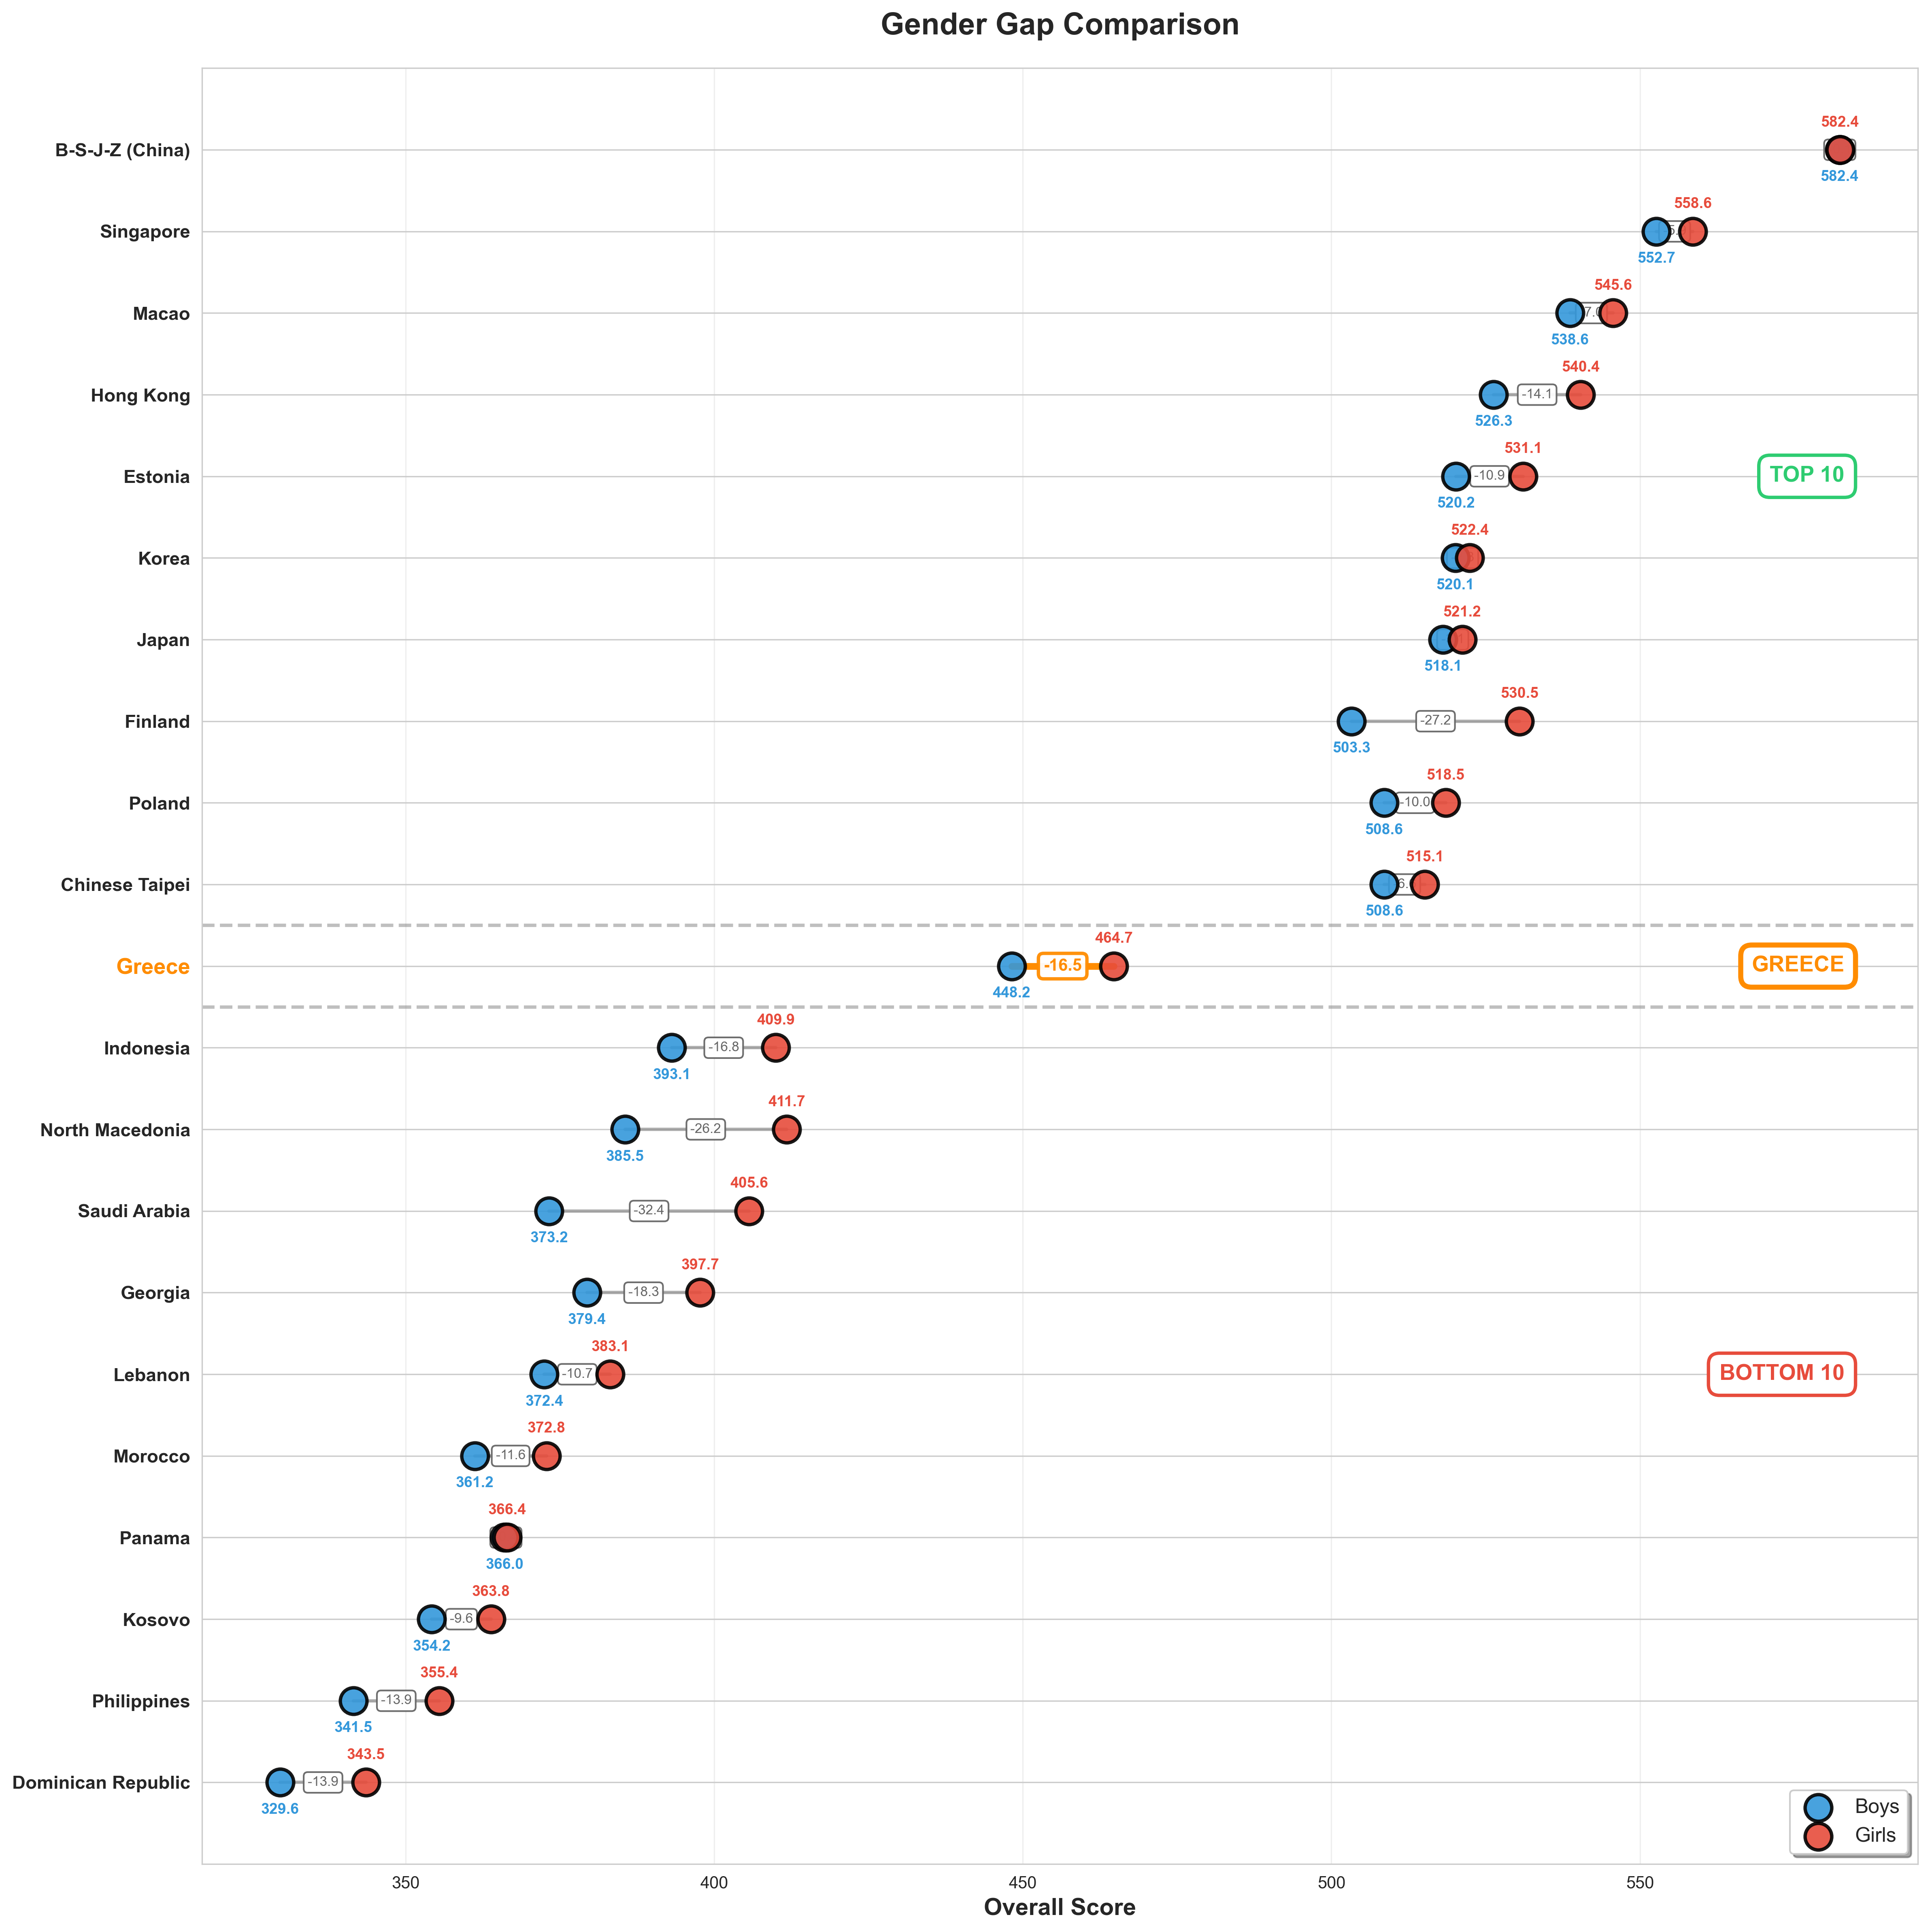 Gender Gap Comparison
582.4
B-S-J-Z (China)
582.4
558.6
Singapore
552.7
545.6
Macao
538.6
540.4
Hong Kong
-14.1
526.3
531.1
Estonia
-10.9
TOP 10
520.2
522.4
Korea
520.1
521.2
Japan
518.1
530.5
Finland
-27.2
503.3
518.5
Poland
-10.0
508.6
515.1
Chinese Taipei
508.6
464.7
Greece
-16.5
GREECE
448.2
409.9
Indonesia
-16.8
393.1
411.7
North Macedonia
-26.2
385.5
405.6
Saudi Arabia
-32.4
373.2
397.7
Georgia
-18.3
379.4
383.1
Lebanon
-10.7
BOTTOM 10
372.4
372.8
Morocco
-11.6
361.2
366.4
Panama
366.0
363.8
Kosovo
-9.6
354.2
355.4
Philippines
-13.9
341.5
343.5
Dominican Republic
-13.9
329.6
Boys
Girls
350 400 450 500 550
Overall Score